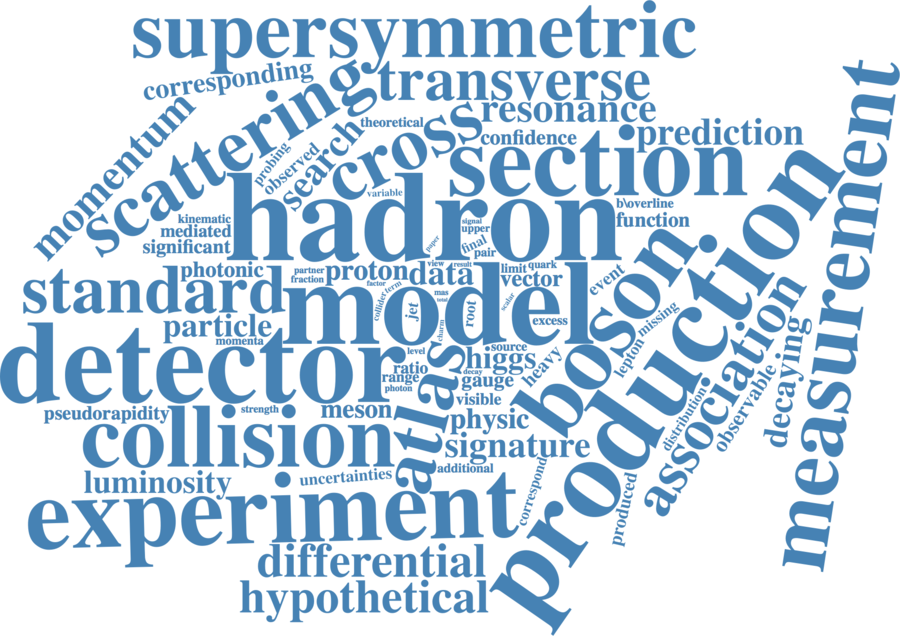 supersymmetric
corresponding
transverse
scattering
momentum
resonance
cross
theoretical
confidence
prediction
section
search
observed
probing
measurement
hadron
variable
b\overline
function
kinematic
mediated
significant
signal
upper
final
pair
paper
production
boson
photonic
partner
fraction
proton
data
view
result
limit
quark
vector
event
standard
model
factor
term
collider
mas
total
jet
root
scalar
excess
missing
lepton
particle
momenta
charm
level
source
higgs
heavy
detector
ratio
range
photon
decay
gauge
visible
association
observable
decaying
distribution
pseudorapidity
strength
meson
atlas
physic
collision
signature
additional
uncertainties
luminosity
correspond
produced
experiment
differential
hypothetical